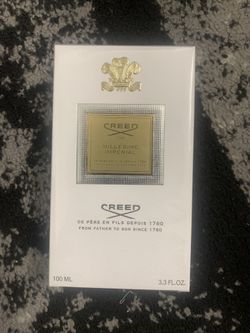 CREED
MILLESIME
IMPERIAL
CREED
DE PÈRE EN FILS DEPUIS 1760
FROM FATHER TO SON SINCE 1760
100 ML
3.3 FL.OZ.